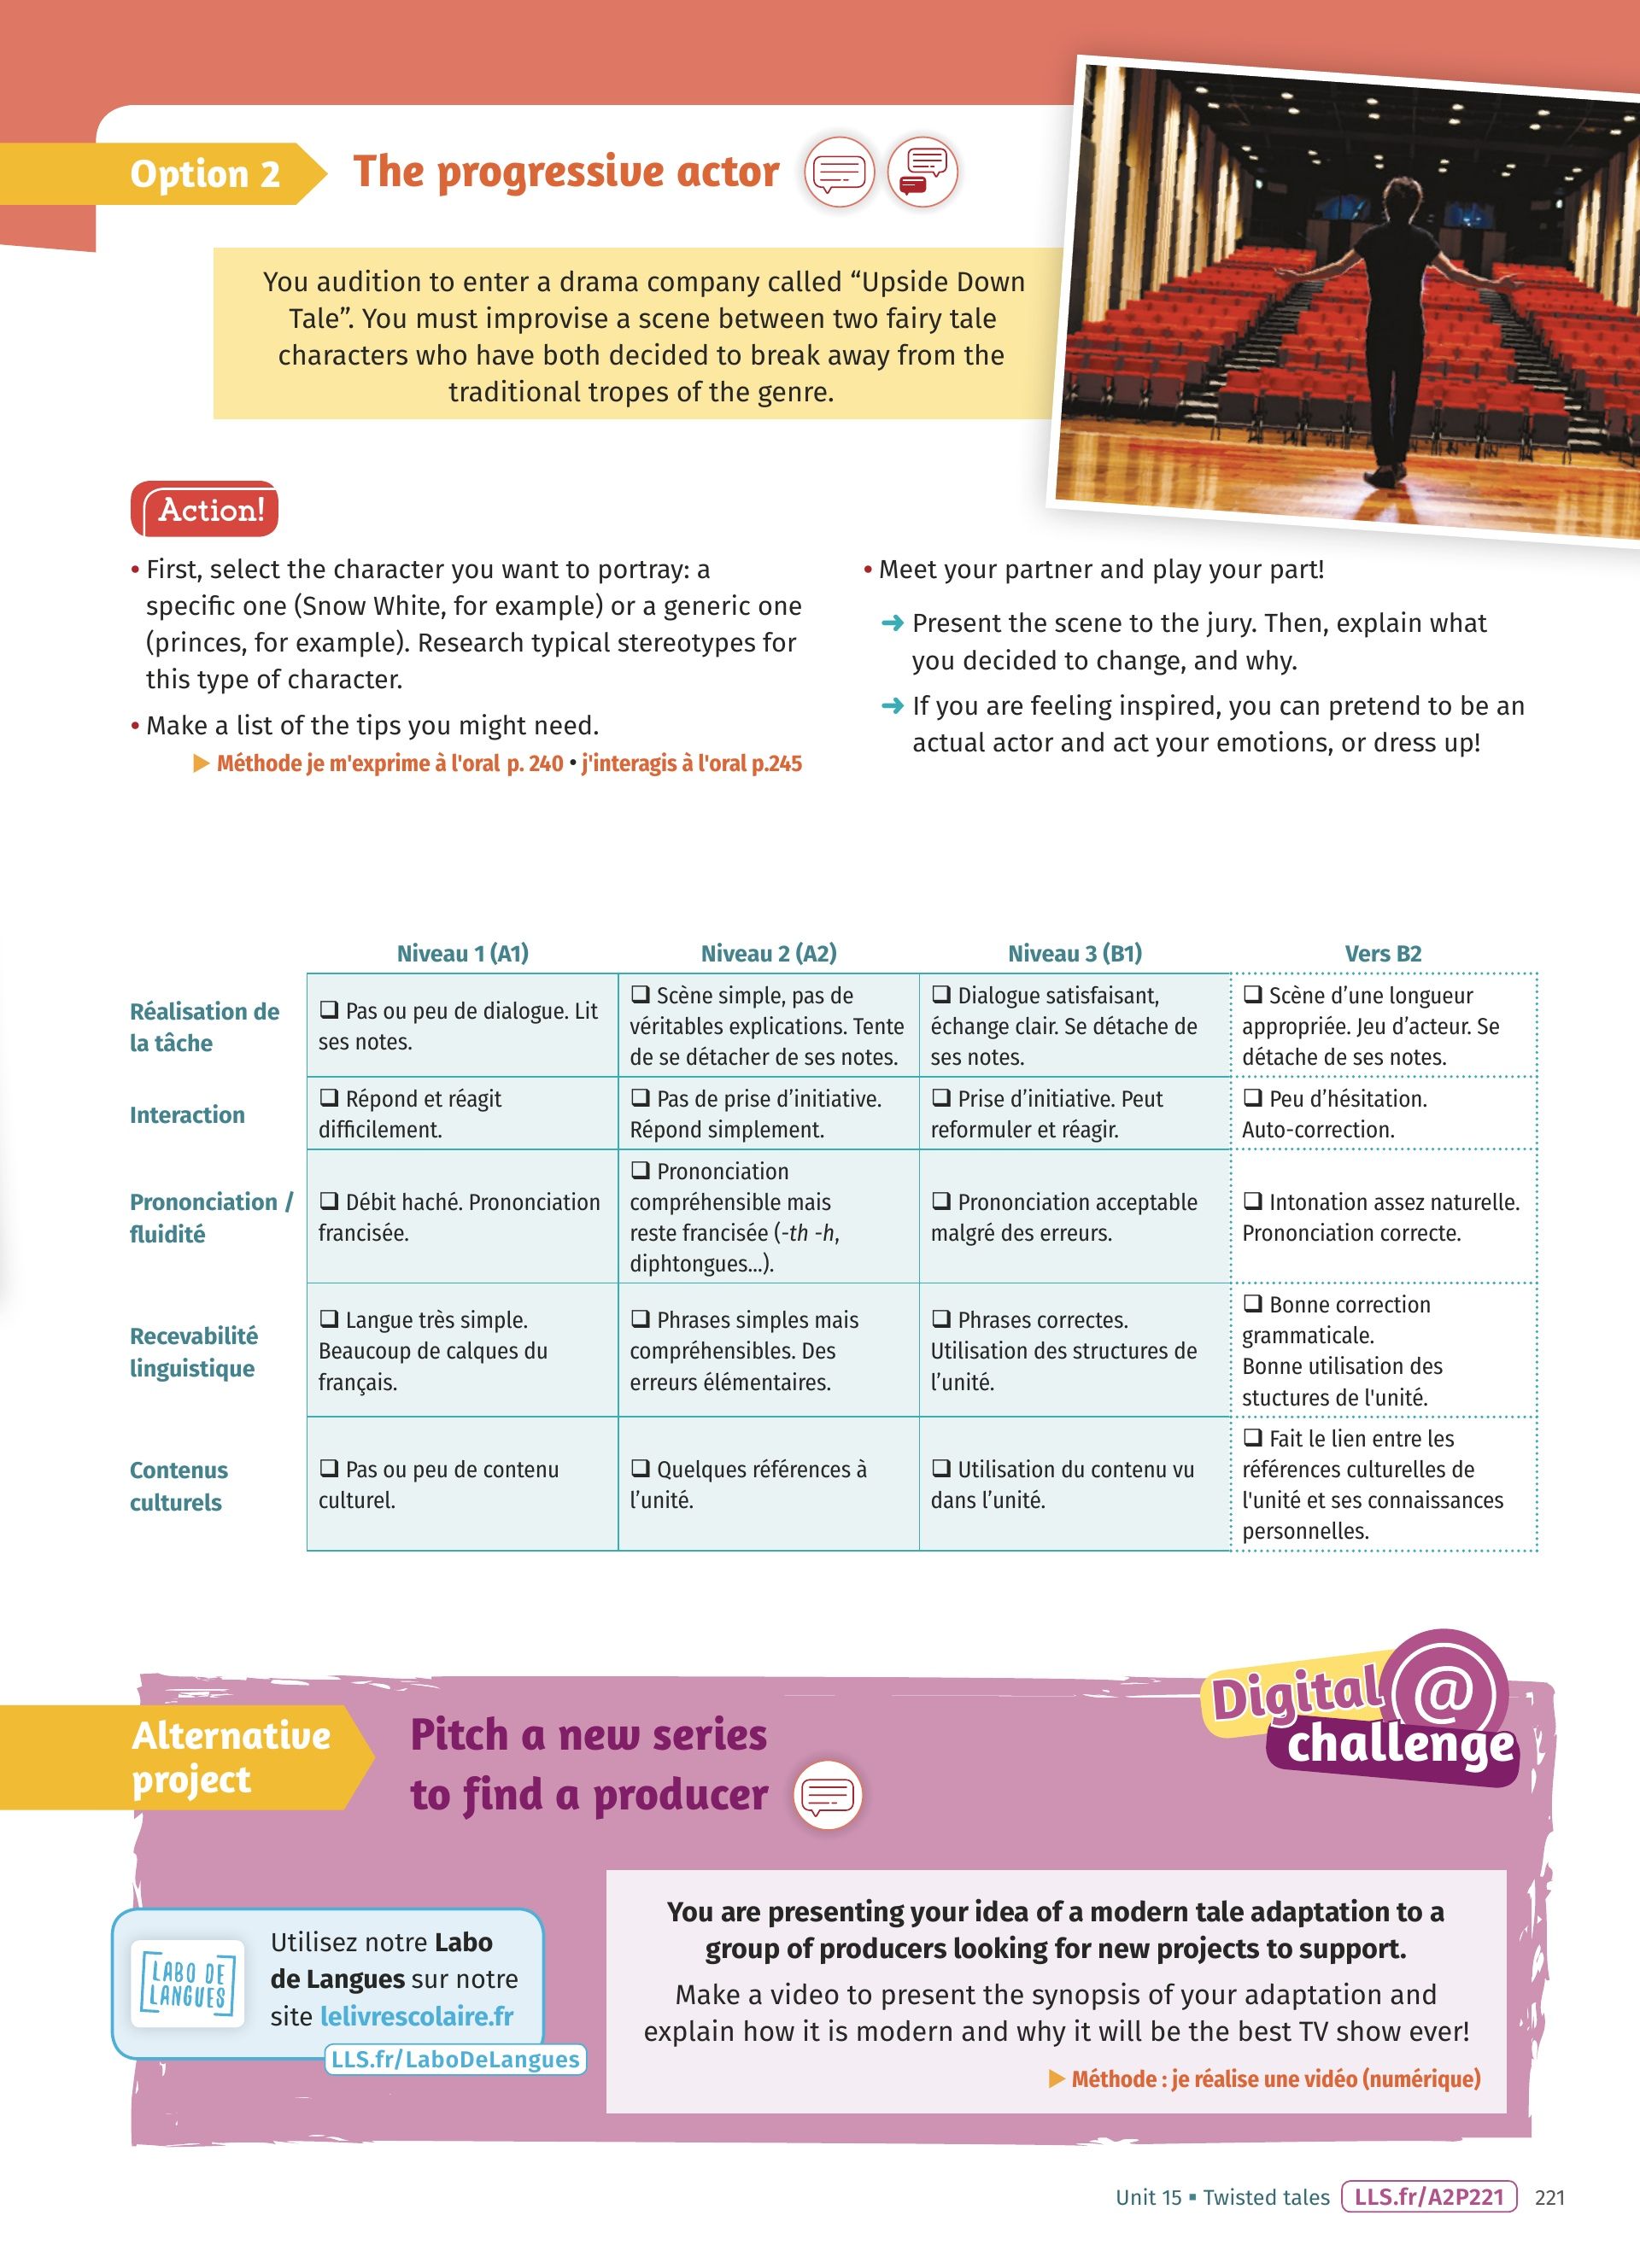 Option 2
The progressive actor
You audition to enter a drama company called “Upside Down
Tale”. You must improvise a scene between two fairy tale
characters who have both decided to break away from the
traditional tropes of the genre.
Action!
• First, select the character you want to portray: a
specific one (Snow White, for example) or a generic one
(princes, for example). Research typical stereotypes for
this type of character.
• Make a list of the tips you might need.
▶ Méthode je m'exprime à l'oral p. 240 • j'interagis à l'oral p.245
• Meet your partner and play your part!
➜ Present the scene to the jury. Then, explain what
you decided to change, and why.
➜ If you are feeling inspired, you can pretend to be an
actual actor and act your emotions, or dress up!
Niveau 1 (A1)
Niveau 2 (A2)
Niveau 3 (B1)
Vers B2
Réalisation de
la tâche
❑ Pas ou peu de dialogue. Lit
ses notes.
❑ Scène simple, pas de
véritables explications. Tente
de se détacher de ses notes.
❑ Dialogue satisfaisant,
échange clair. Se détache de
ses notes.
❑ Scène d’une longueur
appropriée. Jeu d’acteur. Se
détache de ses notes.
Interaction
❑ Répond et réagit
difficilement.
❑ Pas de prise d’initiative.
Répond simplement.
❑ Prise d’initiative. Peut
reformuler et réagir.
❑ Peu d’hésitation.
Auto-correction.
Prononciation /
fluidité
❑ Débit haché. Prononciation
francisée.
❑ Prononciation
compréhensible mais
reste francisée (-th -h,
diphtongues...).
❑ Prononciation acceptable
malgré des erreurs.
❑ Intonation assez naturelle.
Prononciation correcte.
Recevabilité
linguistique
❑ Langue très simple.
Beaucoup de calques du
français.
❑ Phrases simples mais
compréhensibles. Des
erreurs élémentaires.
❑ Phrases correctes.
Utilisation des structures de
l’unité.
❑ Bonne correction
grammaticale.
Bonne utilisation des
stuctures de l'unité.
Contenus
culturels
❑ Pas ou peu de contenu
culturel.
❑ Quelques références à
l’unité.
❑ Utilisation du contenu vu
dans l’unité.
❑ Fait le lien entre les
références culturelles de
l'unité et ses connaissances
personnelles.
Digital @
challenge
Alternative
project
Pitch a new series
to find a producer
LABO DE
LANGUES
Utilisez notre Labo
de Langues sur notre
site lelivrescolaire.fr
LLS.fr/LaboDeLangues
You are presenting your idea of a modern tale adaptation to a
group of producers looking for new projects to support.
Make a video to present the synopsis of your adaptation and
explain how it is modern and why it will be the best TV show ever!
▶ Méthode : je réalise une vidéo (numérique)
Unit 15 ▪ Twisted tales LLS.fr/A2P221 221